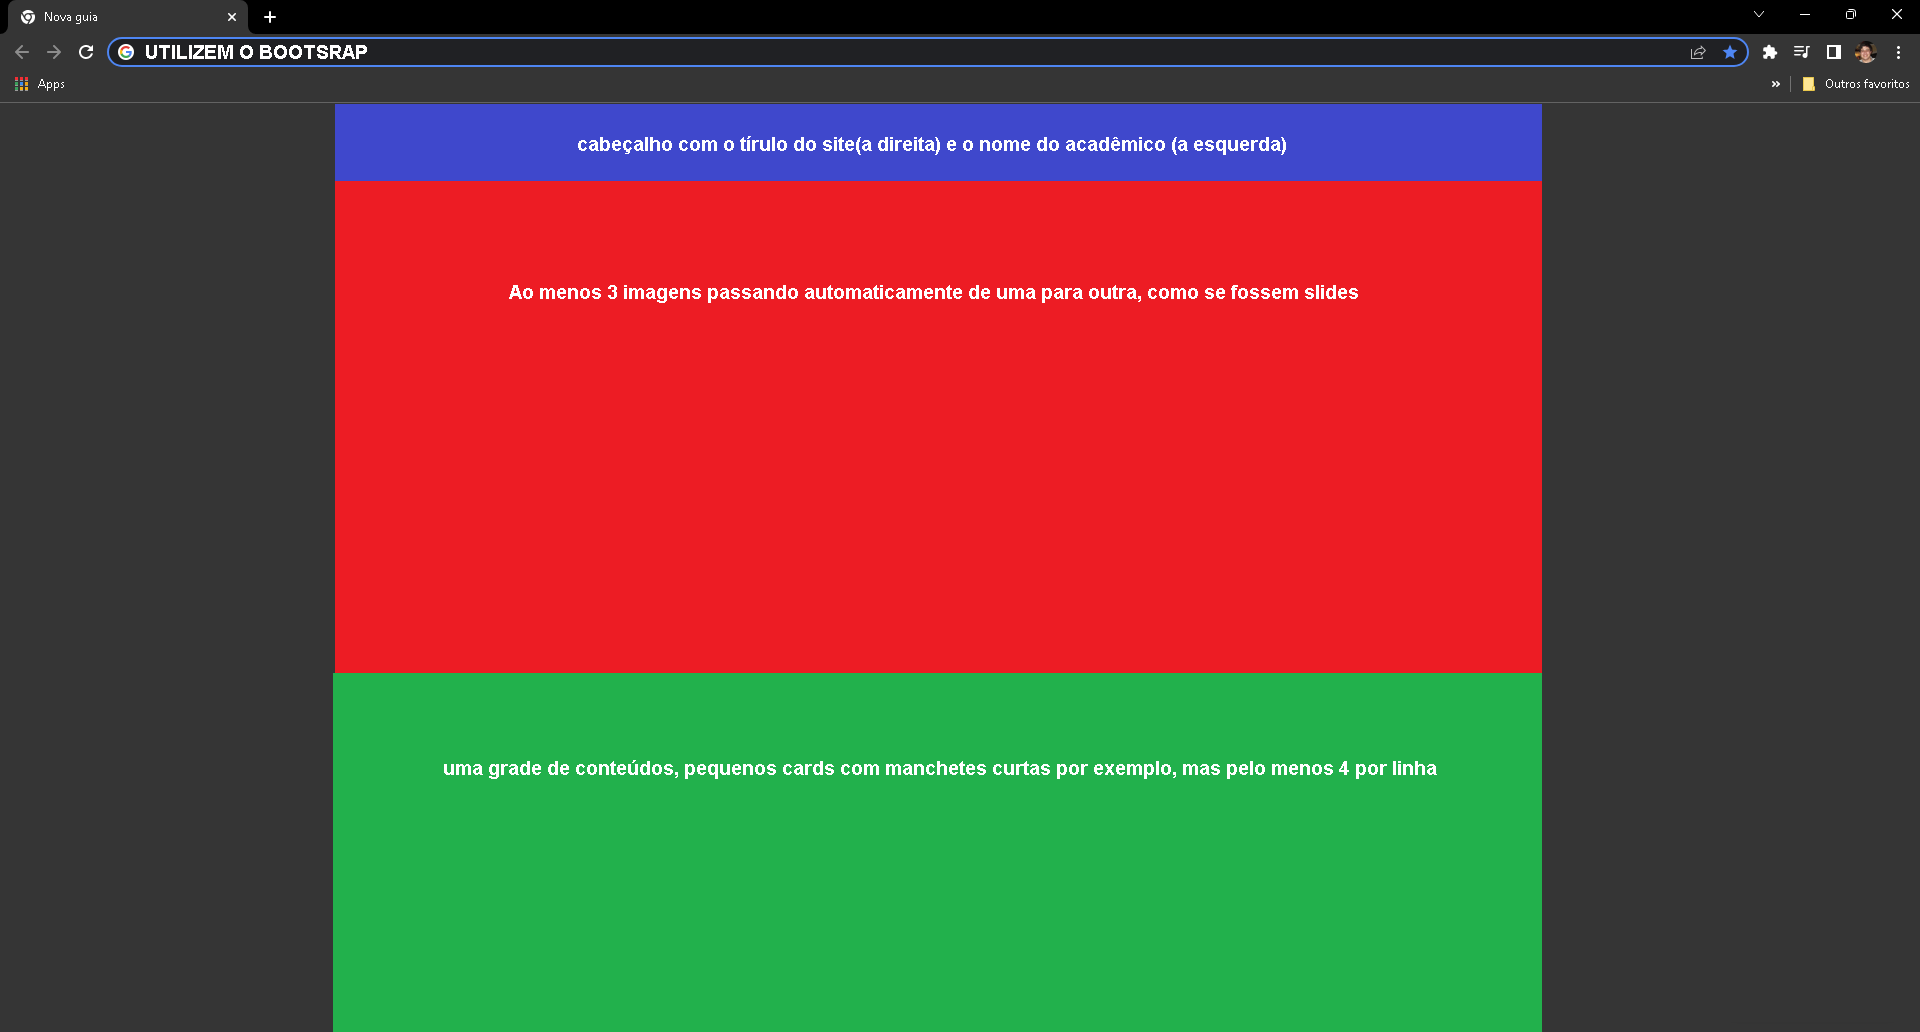 Nova guia
UTILIZEM O BOOTSRAP
Apps
Outros favoritos
cabeçalho com o tírulo do site(a direita) e o nome do acadêmico (a esquerda)
Ao menos 3 imagens passando automaticamente de uma para outra, como se fossem slides
uma grade de conteúdos, pequenos cards com manchetes curtas por exemplo, mas pelo menos 4 por linha